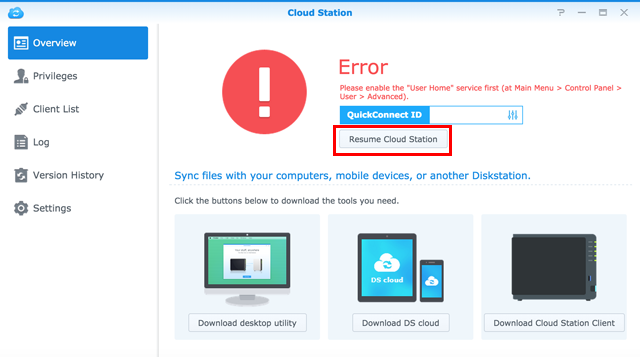 Cloud Station
Overview
Privileges
Client List
Log
Version History
Settings
Error
Please enable the "User Home" service first (at Main Menu > Control Panel >
User > Advanced).
QuickConnect ID
Resume Cloud Station
Sync files with your computers, mobile devices, or another Diskstation.
Click the buttons below to download the tools you need.
DS cloud
Download desktop utility
Download DS cloud
Download Cloud Station Client